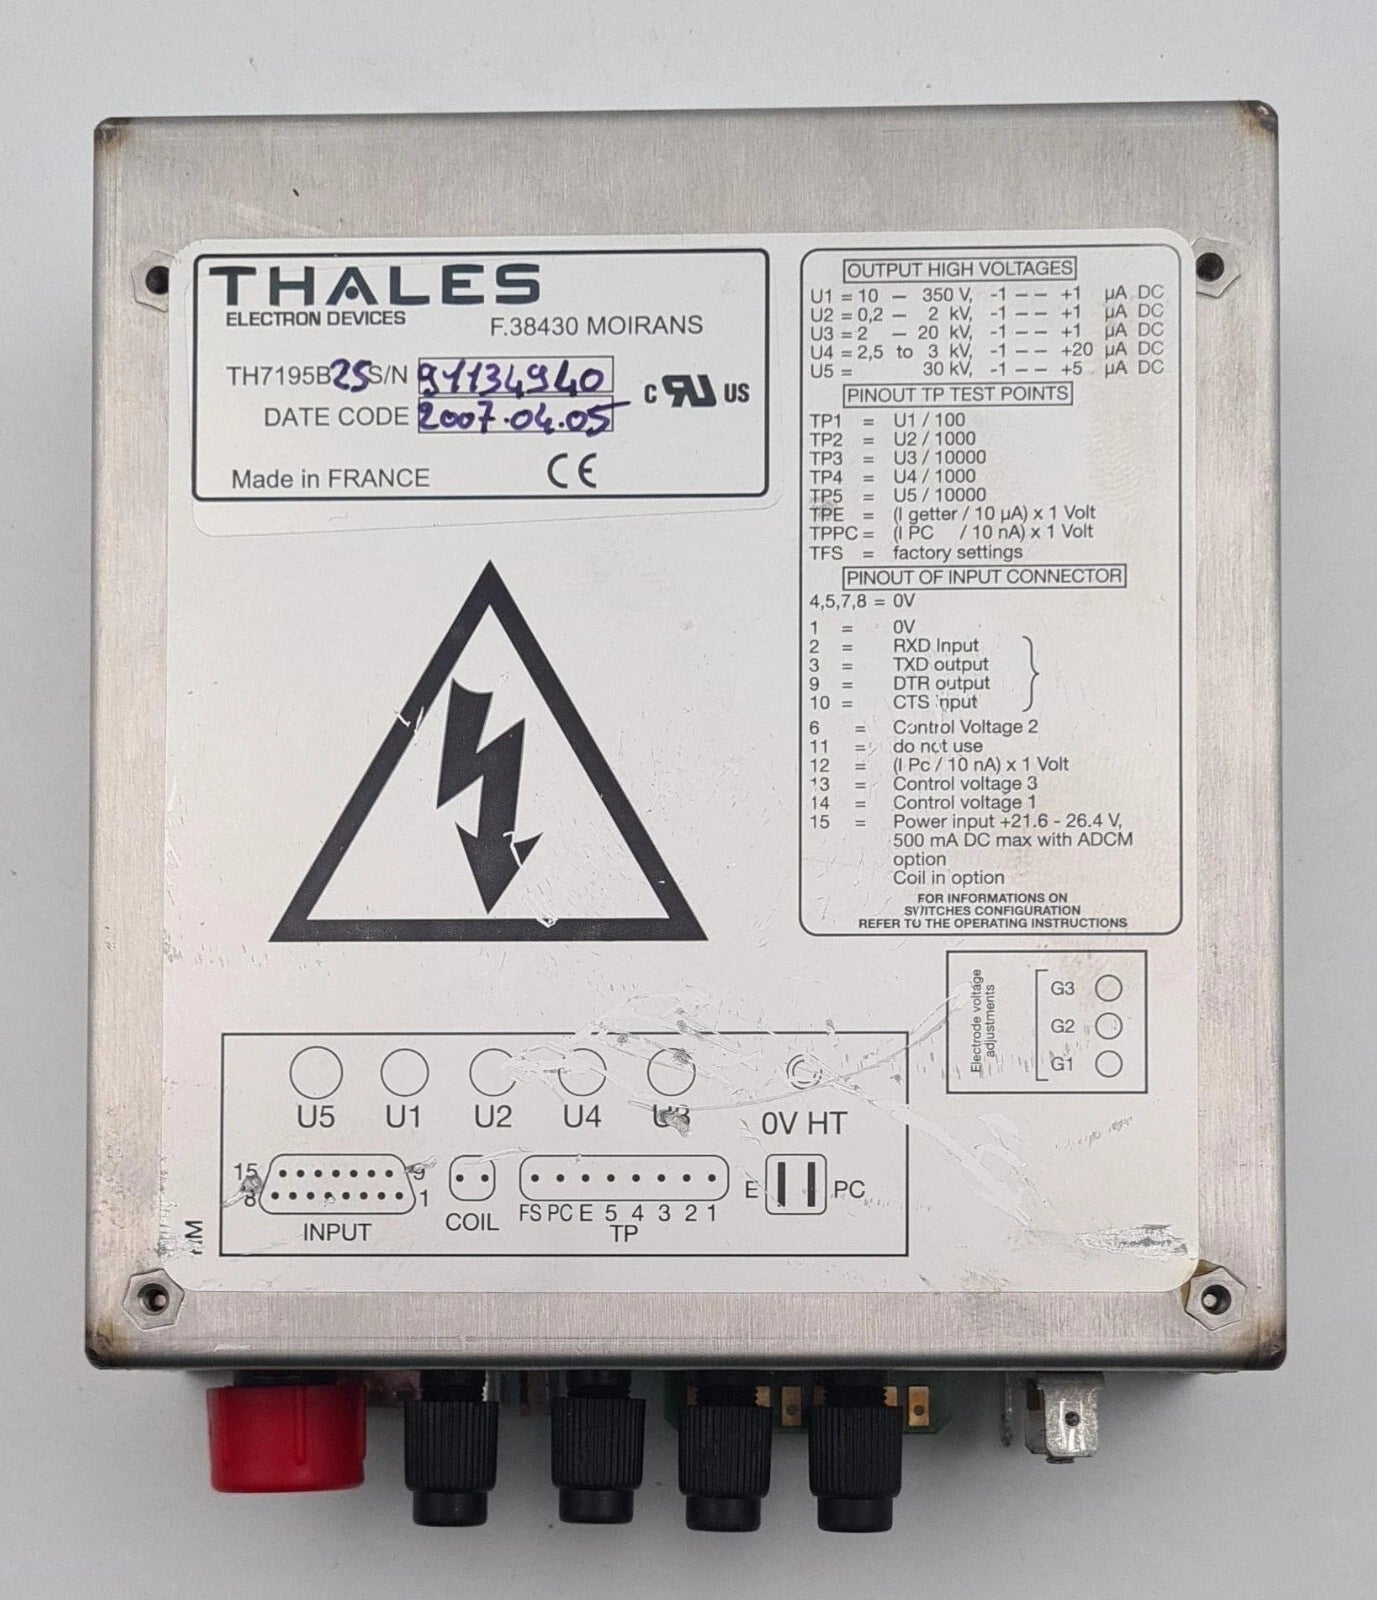 THALES
ELECTRON DEVICES
F.38430 MOIRANS
TH7195B25 S/N 91134940
DATE CODE 2007.04.05
C RU US
Made in FRANCE CE
OUTPUT HIGH VOLTAGES
U1 = 10 – 350 V, -1 – – +1 µA DC
U2 = 0,2 – 2 kV, -1 – – +1 µA DC
U3 = 2 – 20 kV, -1 – – +1 µA DC
U4 = 2,5 to 3 kV, -1 – – +20 µA DC
U5 = 30 kV, -1 – – +5 µA DC
PINOUT TP TEST POINTS
TP1 = U1 / 100
TP2 = U2 / 1000
TP3 = U3 / 10000
TP4 = U4 / 1000
TP5 = U5 / 10000
TPE = (I getter / 10 µA) x 1 Volt
TPPC = (I PC / 10 nA) x 1 Volt
TFS = factory settings
PINOUT OF INPUT CONNECTOR
4,5,7,8 = 0V
1 = 0V
2 = RXD Input
3 = TXD output
9 = DTR output
10 = CTS input
6 = Control Voltage 2
11 = do not use
12 = (I Pc / 10 nA) x 1 Volt
13 = Control voltage 3
14 = Control voltage 1
15 = Power input +21.6 - 26.4 V,
500 mA DC max with ADCM
option
Coil in option
FOR INFORMATIONS ON
SWITCHES CONFIGURATION
REFER TO THE OPERATING INSTRUCTIONS
Electrode voltage
adjustments
G3
G2
G1
U5 U1 U2 U4 U3 0V HT
15 9
8 1
INPUT
COIL
FS PC E 5 4 3 2 1
TP
E PC